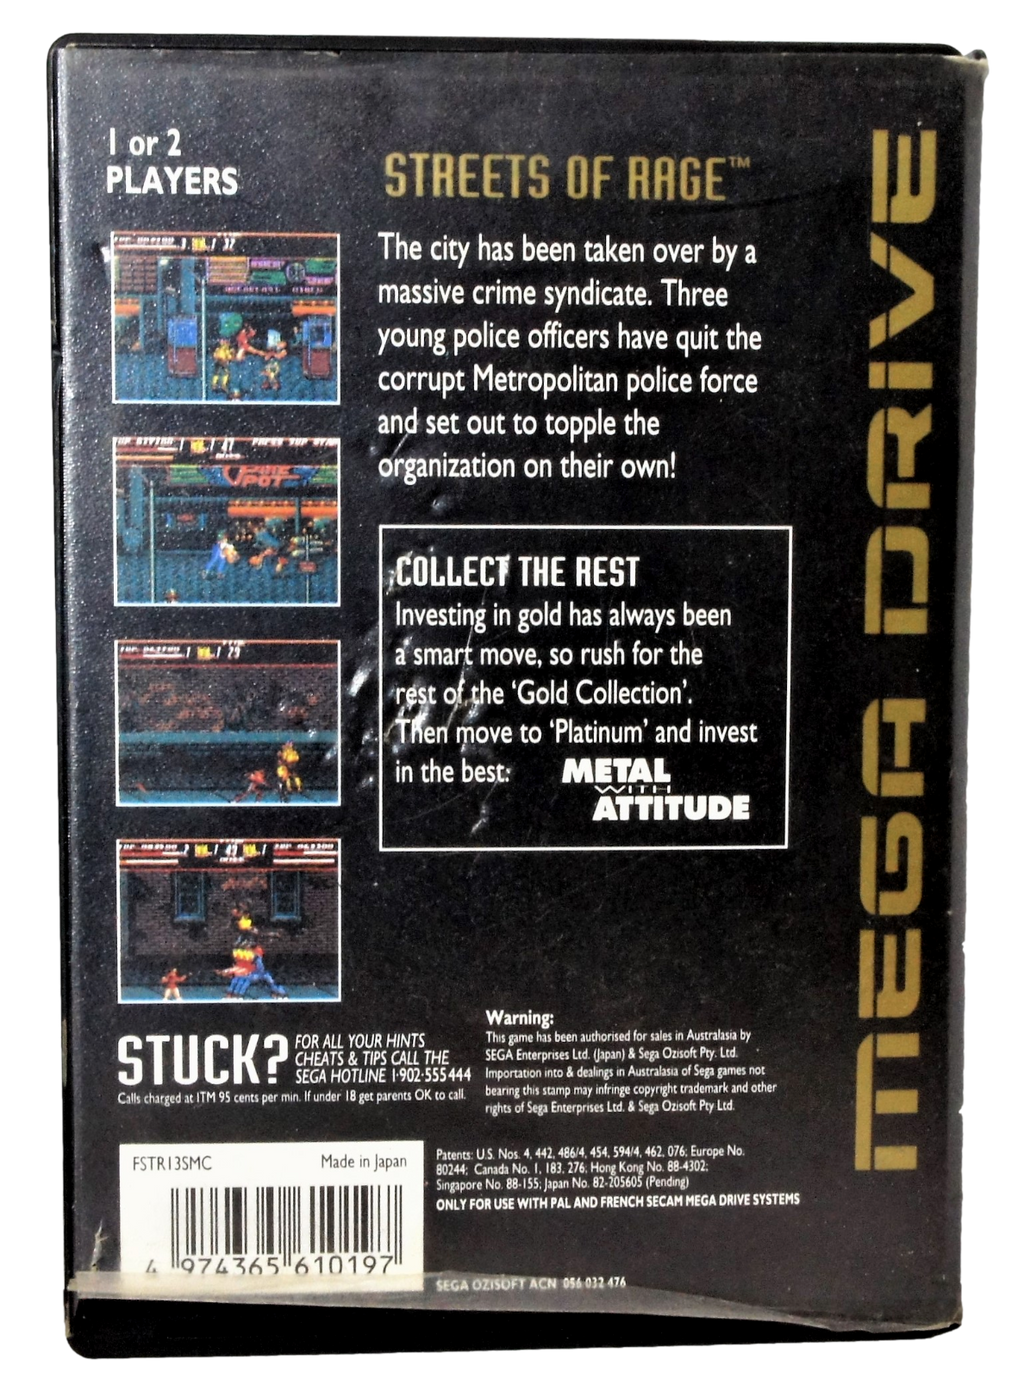 1 or 2
PLAYERS
STREETS OF RAGE™
The city has been taken over by a
massive crime syndicate. Three
young police officers have quit the
corrupt Metropolitan police force
and set out to topple the
organization on their own!
COLLECT THE REST
Investing in gold has always been
a smart move, so rush for the
rest of the 'Gold Collection'.
Then move to 'Platinum' and invest
in the best:
METAL
WITH
ATTITUDE
MEGA DRIVE
STUCK?
FOR ALL YOUR HINTS
CHEATS & TIPS CALL THE
SEGA HOTLINE 1·902·555 444
Calls charged at ITM 95 cents per min. If under 18 get parents OK to call.
Warning:
This game has been authorised for sales in Australasia by
SEGA Enterprises Ltd. (Japan) & Sega Ozisoft Pty. Ltd.
Importation into & dealings in Australasia of Sega games not
bearing this stamp may infringe copyright trademark and other
rights of Sega Enterprises Ltd. & Sega Ozisoft Pty Ltd.
FSTR13SMC
Made in Japan
4 974365 610197
Patents: U.S. Nos. 4, 442, 486/4, 454, 594/4, 462, 076; Europe No.
80244; Canada No. 1, 183, 276; Hong Kong No. 88-4302;
Singapore No. 88-155; Japan No. 82-205605 (Pending)
ONLY FOR USE WITH PAL AND FRENCH SECAM MEGA DRIVE SYSTEMS
SEGA OZISOFT ACN 056 032 476